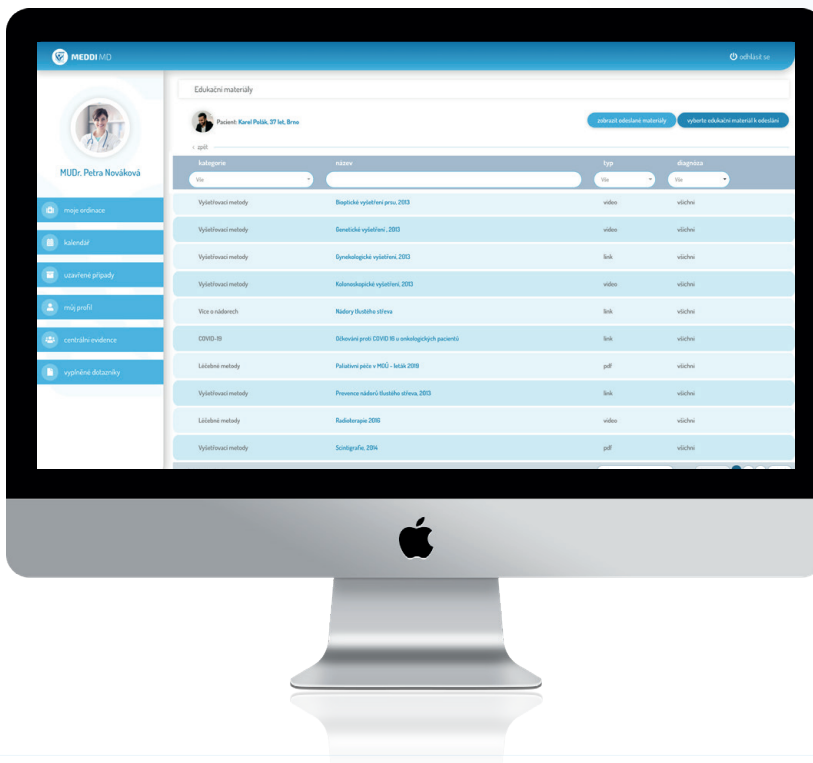 MEDDI MD
odhlásit se
MUDr. Petra Nováková
moje ordinace
kalendář
uzavřené případy
můj profil
centrální evidence
vyplněné dotazníky
Edukační materiály
Pacient: Karel Polák, 37 let, Brno
zobrazit odeslané materiály
vyberte edukační materiál k odeslání
‹ zpět
kategorie název typ diagnóza
Vše Vše Vše
Vyšetřovací metody Bioptické vyšetření prsu, 2013 video všichni
Vyšetřovací metody Genetické vyšetření , 2013 video všichni
Vyšetřovací metody Gynekologické vyšetření, 2013 link všichni
Vyšetřovací metody Kolonoskopické vyšetření, 2013 video všichni
Více o nádorech Nádory tlustého střeva link všichni
COVID-19 Očkování proti COVID 19 u onkologických pacientů link všichni
Léčebné metody Paliativní péče v MOÚ - leták 2019 pdf všichni
Vyšetřovací metody Prevence nádorů tlustého střeva, 2013 link všichni
Léčebné metody Radioterapie 2016 video všichni
Vyšetřovací metody Scintigrafie, 2014 pdf všichni